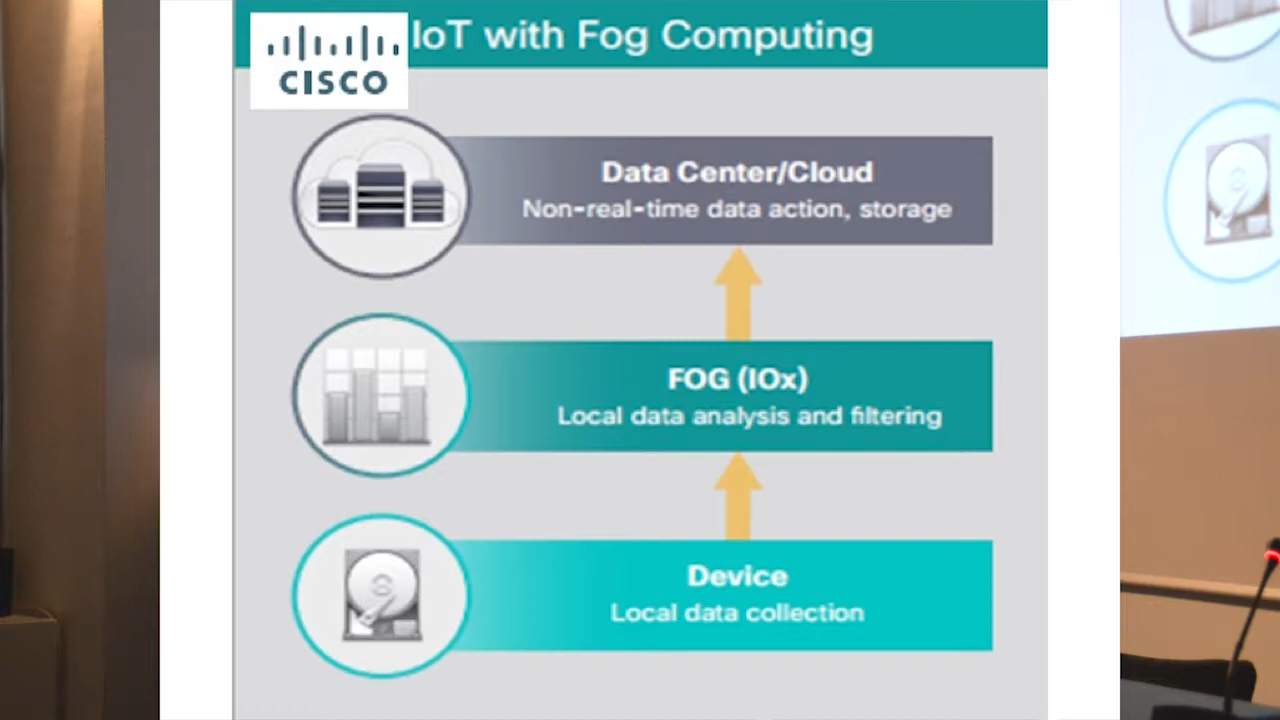 IoT with Fog Computing
CISCO
Data Center/Cloud
Non-real-time data action, storage
FOG (IOx)
Local data analysis and filtering
Device
Local data collection